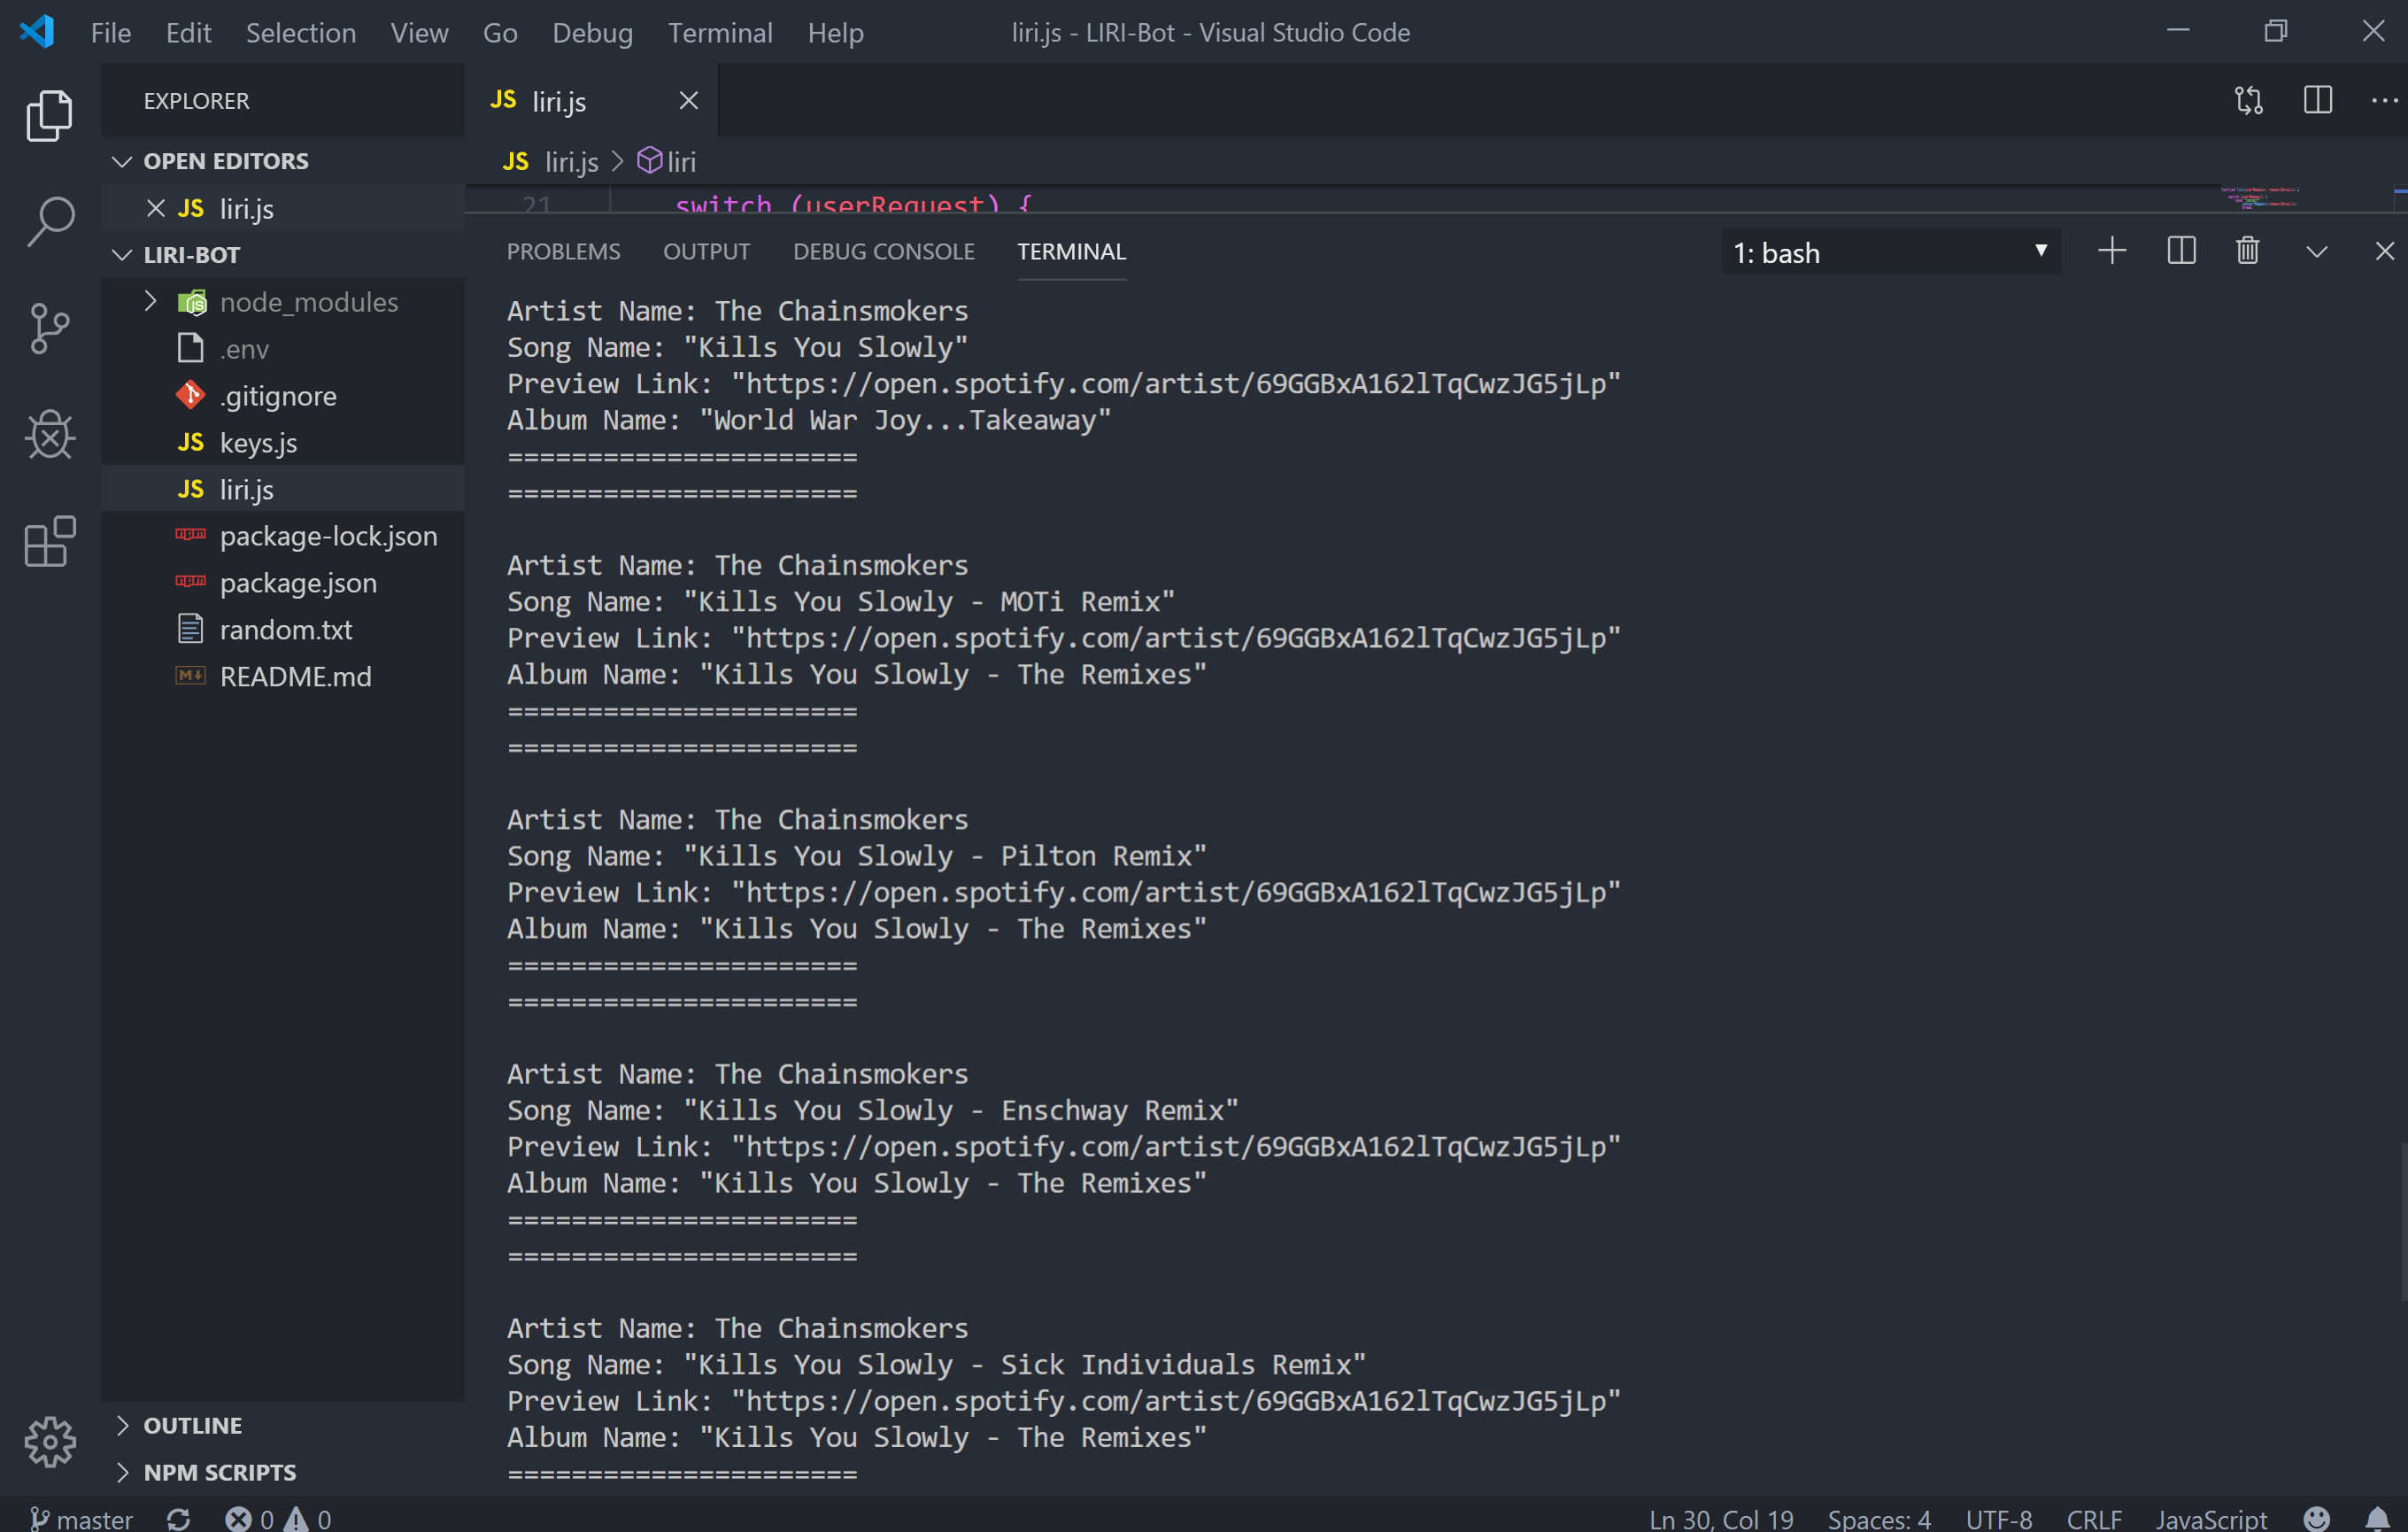 File Edit Selection View Go Debug Terminal Help
liri.js - LIRI-Bot - Visual Studio Code
EXPLORER
OPEN EDITORS
JS liri.js
LIRI-BOT
node_modules
.env
.gitignore
JS keys.js
JS liri.js
package-lock.json
package.json
random.txt
README.md
OUTLINE
NPM SCRIPTS
JS liri.js
JS liri.js > liri
21 switch (userRequest) {
PROBLEMS OUTPUT DEBUG CONSOLE TERMINAL
1: bash
Artist Name: The Chainsmokers
Song Name: "Kills You Slowly"
Preview Link: "https://open.spotify.com/artist/69GGBxA162lTqCwzJG5jLp"
Album Name: "World War Joy...Takeaway"
======================
======================
Artist Name: The Chainsmokers
Song Name: "Kills You Slowly - MOTi Remix"
Preview Link: "https://open.spotify.com/artist/69GGBxA162lTqCwzJG5jLp"
Album Name: "Kills You Slowly - The Remixes"
======================
======================
Artist Name: The Chainsmokers
Song Name: "Kills You Slowly - Pilton Remix"
Preview Link: "https://open.spotify.com/artist/69GGBxA162lTqCwzJG5jLp"
Album Name: "Kills You Slowly - The Remixes"
======================
======================
Artist Name: The Chainsmokers
Song Name: "Kills You Slowly - Enschway Remix"
Preview Link: "https://open.spotify.com/artist/69GGBxA162lTqCwzJG5jLp"
Album Name: "Kills You Slowly - The Remixes"
======================
======================
Artist Name: The Chainsmokers
Song Name: "Kills You Slowly - Sick Individuals Remix"
Preview Link: "https://open.spotify.com/artist/69GGBxA162lTqCwzJG5jLp"
Album Name: "Kills You Slowly - The Remixes"
======================
master 0 0 Ln 30, Col 19 Spaces: 4 UTF-8 CRLF JavaScript